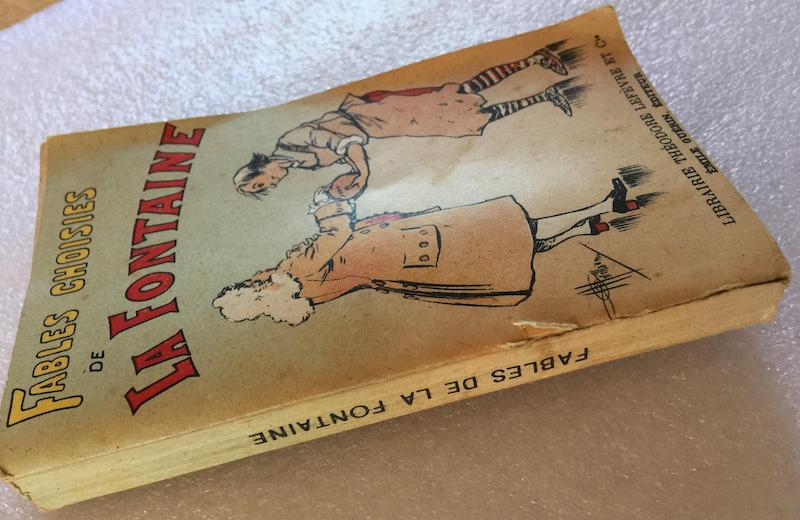 FABLES CHOISIES
DE
LA FONTAINE
LIBRAIRIE THÉODORE LEFÈVRE ET Cie
ÉMILE GUÉRIN ÉDITEUR
FABLES DE LA FONTAINE